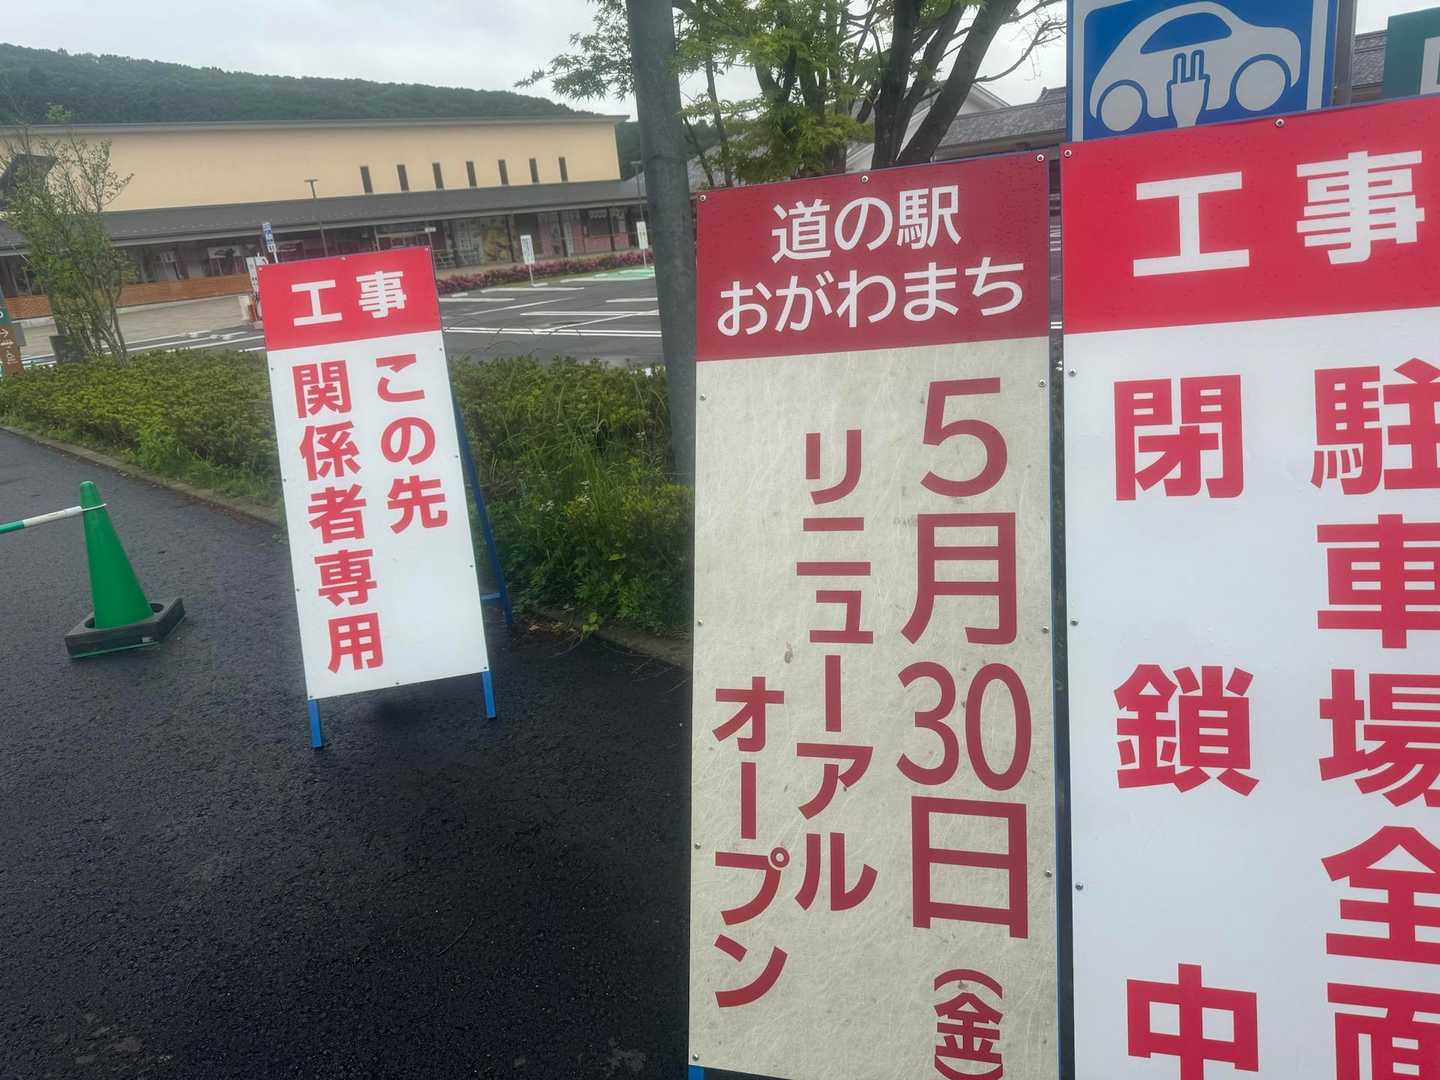 工事
この先
関係者専用
道の駅
おがわまち
5月30日(金)
リニューアル
オープン
工事
駐車場全面
閉鎖中